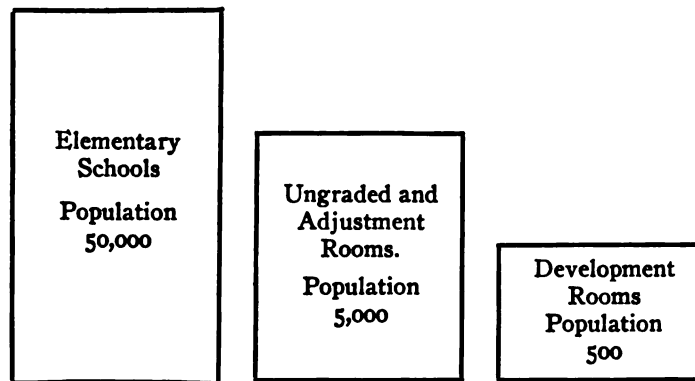 Elementary
Schools
Population
50,000
Ungraded and
Adjustment
Rooms.
Population
5,000
Development
Rooms
Population
500